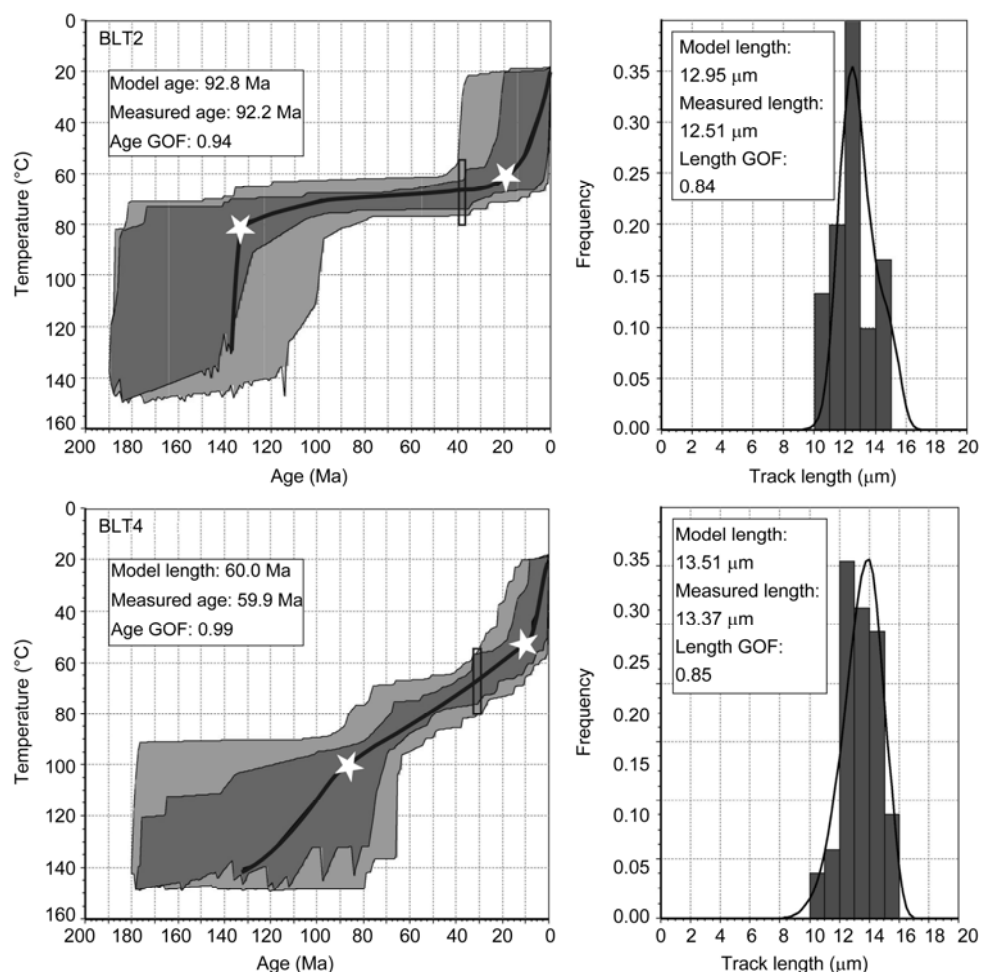 BLT2
Model age: 92.8 Ma
Measured age: 92.2 Ma
Age GOF: 0.94
Temperature (°C)
0
20
40
60
80
100
120
140
160
200 180 160 140 120 100 80 60 40 20 0
Age (Ma)
Model length:
12.95 μm
Measured length:
12.51 μm
Length GOF:
0.84
Frequency
0.35
0.30
0.25
0.20
0.15
0.10
0.05
0.00
0 2 4 6 8 10 12 14 16 18 20
Track length (μm)
BLT4
Model length: 60.0 Ma
Measured age: 59.9 Ma
Age GOF: 0.99
Temperature (°C)
0
20
40
60
80
100
120
140
160
200 180 160 140 120 100 80 60 40 20 0
Age (Ma)
Model length:
13.51 μm
Measured length:
13.37 μm
Length GOF:
0.85
Frequency
0.35
0.30
0.25
0.20
0.15
0.10
0.05
0.00
0 2 4 6 8 10 12 14 16 18 20
Track length (μm)